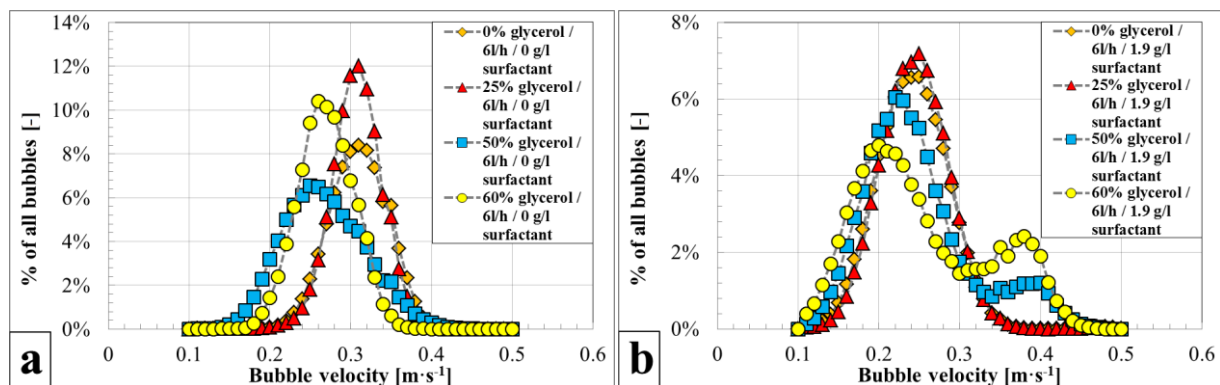 14%
12%
10%
8%
6%
4%
2%
0%
% of all bubbles [-]
0
0.1
0.2
0.3
0.4
0.5
0.6
Bubble velocity [m·s⁻¹]
0% glycerol /
6l/h / 0 g/l
surfactant
25% glycerol /
6l/h / 0 g/l
surfactant
50% glycerol /
6l/h / 0 g/l
surfactant
60% glycerol /
6l/h / 0 g/l
surfactant
a
8%
6%
4%
2%
0%
% of all bubbles [-]
0
0.1
0.2
0.3
0.4
0.5
0.6
Bubble velocity [m·s⁻¹]
0% glycerol /
6l/h / 1.9 g/l
surfactant
25% glycerol /
6l/h / 1.9 g/l
surfactant
50% glycerol /
6l/h / 1.9 g/l
surfactant
60% glycerol /
6l/h / 1.9 g/l
surfactant
b